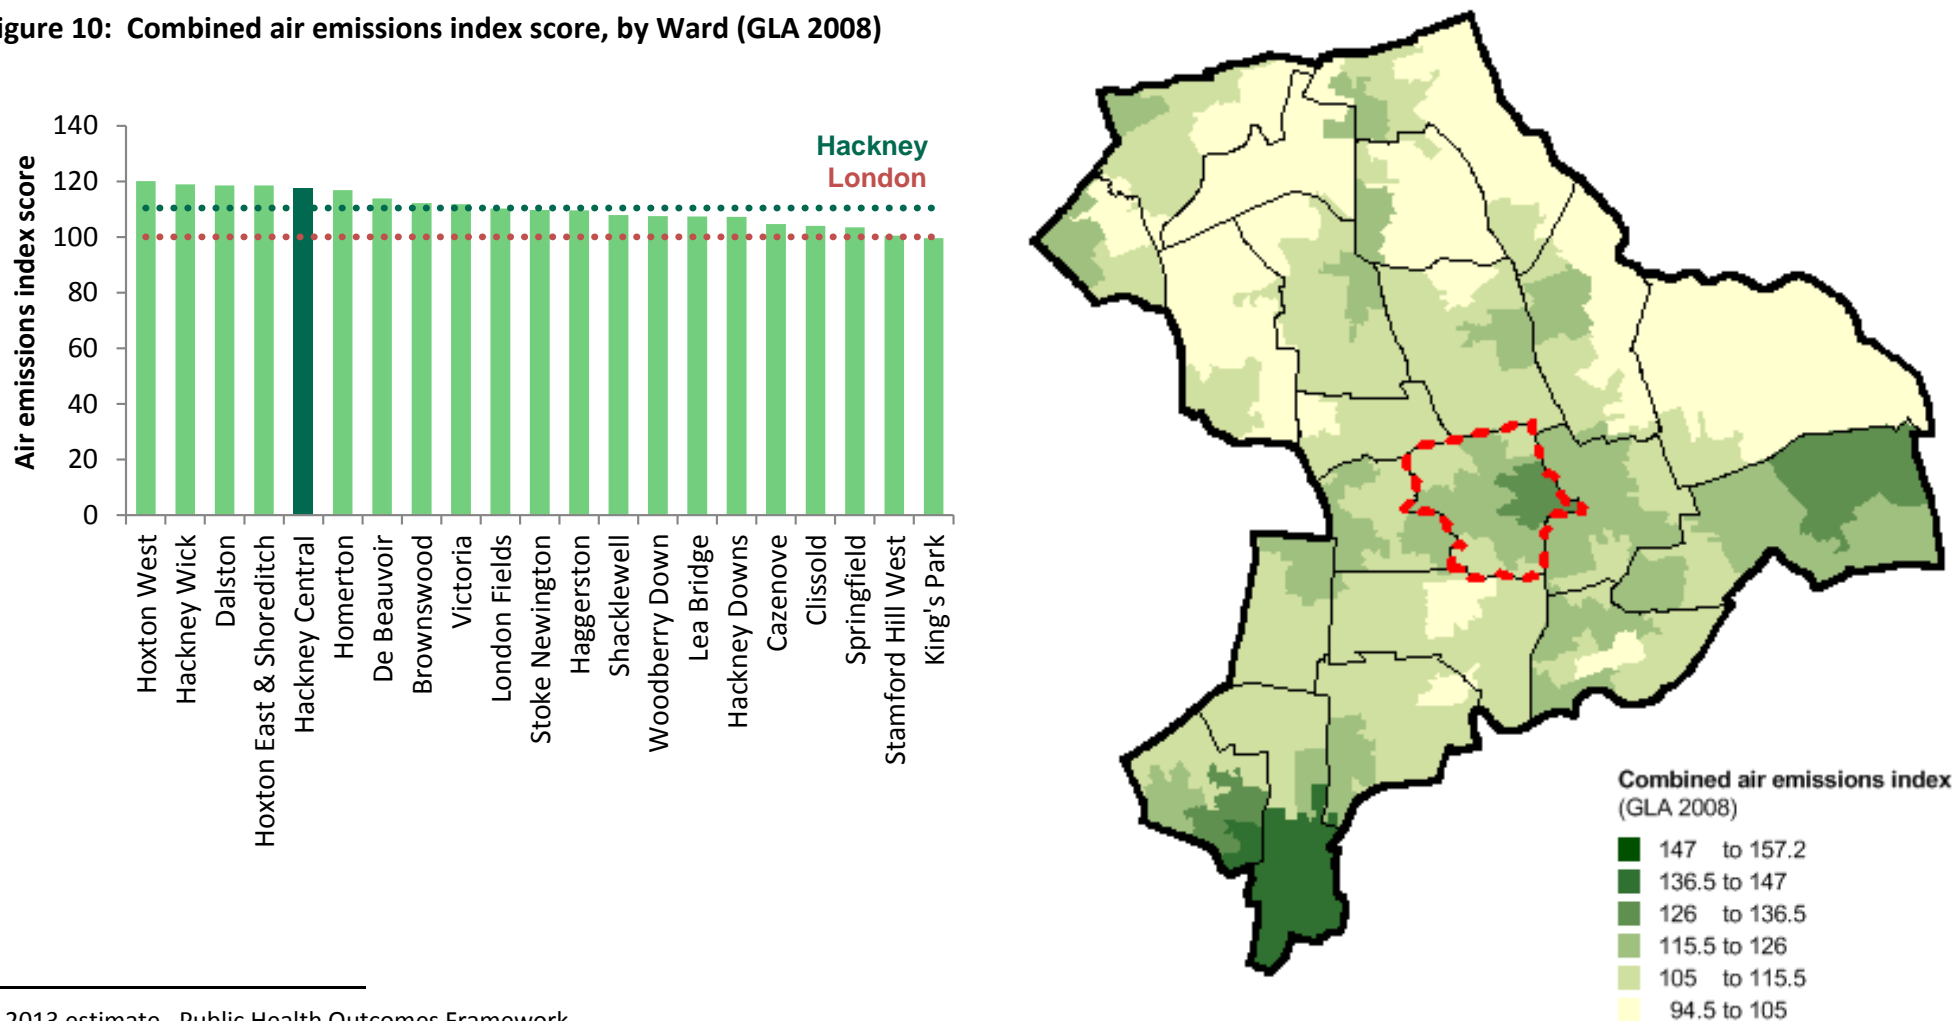 igure 10: Combined air emissions index score, by Ward (GLA 2008)
Air emissions index score
140
120
100
80
60
40
20
0
Hackney
London
Hoxton West
Hackney Wick
Dalston
Hoxton East & Shoreditch
Hackney Central
Homerton
De Beauvoir
Brownswood
Victoria
London Fields
Stoke Newington
Haggerston
Shacklewell
Woodberry Down
Lea Bridge
Hackney Downs
Cazenove
Clissold
Springfield
Stamford Hill West
King's Park
Combined air emissions index
(GLA 2008)
147 to 157.2
136.5 to 147
126 to 136.5
115.5 to 126
105 to 115.5
94.5 to 105
2013 estimate - Public Health Outcomes Framework